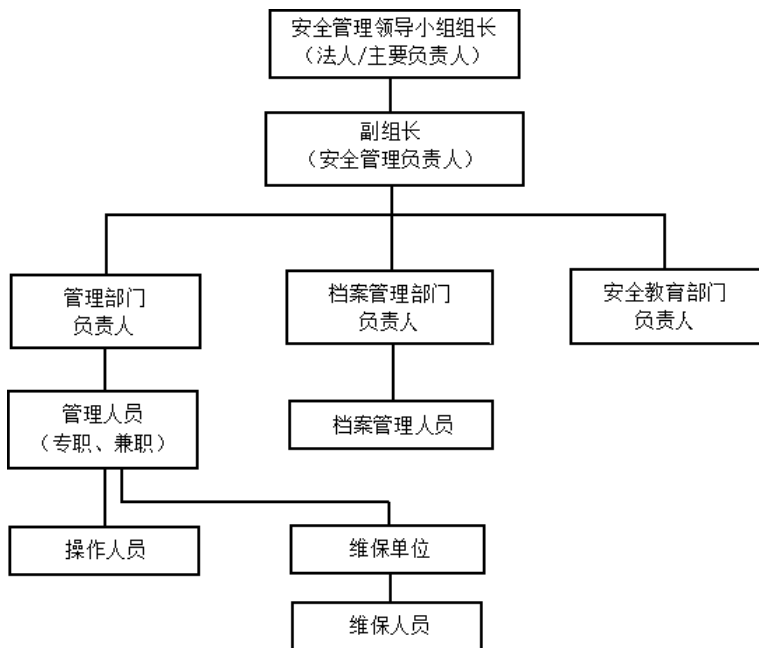 安全管理领导小组组长
（法人/主要负责人）
副组长
（安全管理负责人）
管理部门
负责人
档案管理部门
负责人
安全教育部门
负责人
管理人员
（专职、兼职）
档案管理人员
操作人员
维保单位
维保人员